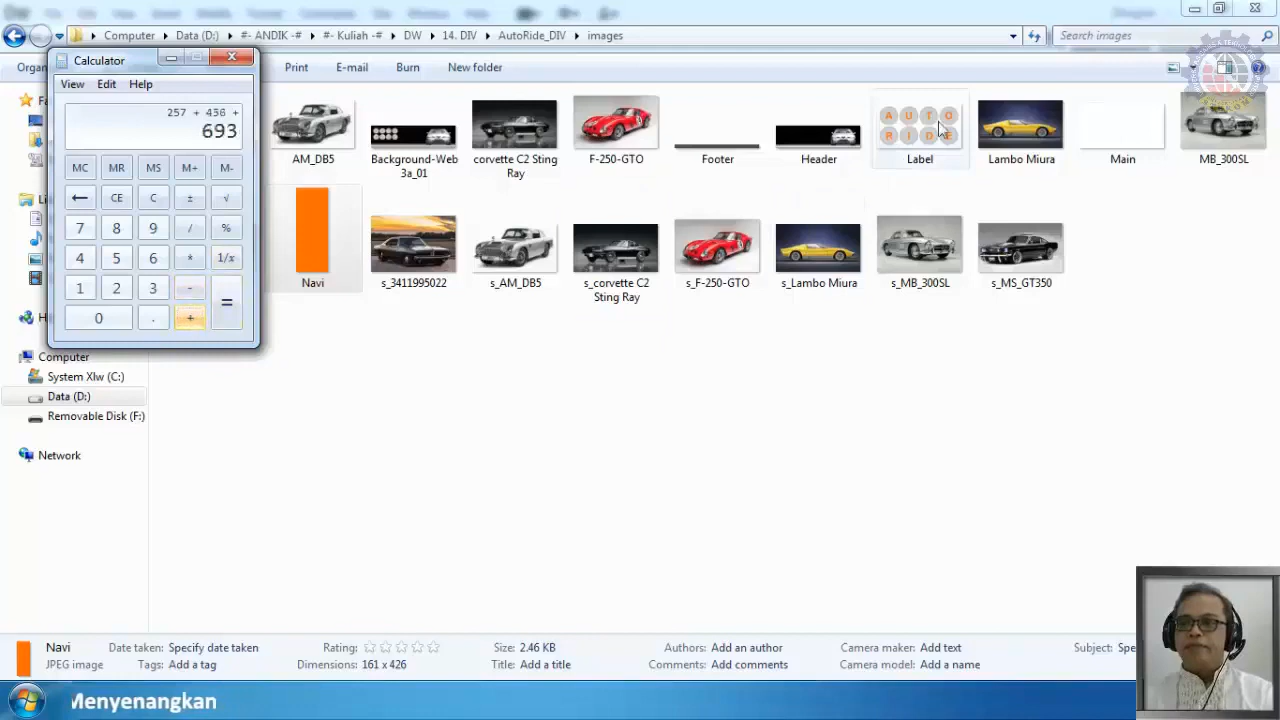 Computer
Data (D:)
#- ANDIK -#
#- Kuliah -#
DW
14. DIV
AutoRide_DIV
images
Search images
Calculator
Print
E-mail
Burn
New folder
View
Edit
Help
257 + 436 +
693
MC
MR
MS
M+
M-
←
CE
C
±
√
7
8
9
/
%
4
5
6
*
1/x
1
2
3
-
=
0
.
+
AM_DB5
Background-Web
3a_01
corvette C2 Sting
Ray
F-250-GTO
Footer
Header
AUTO
RIDE
Label
Lambo Miura
Main
MB_300SL
Navi
s_3411995022
s_AM_DB5
s_corvette C2
Sting Ray
s_F-250-GTO
s_Lambo Miura
s_MB_300SL
s_MS_GT350
Computer
System Xlw (C:)
Data (D:)
Removable Disk (F:)
Network
Navi
Date taken: Specify date taken
Rating:
Size: 2.46 KB
Authors: Add an author
Camera maker: Add text
Subject: Spe
JPEG image
Tags: Add a tag
Dimensions: 161 x 426
Title: Add a title
Comments: Add comments
Camera model: Add a name
Menyenangkan